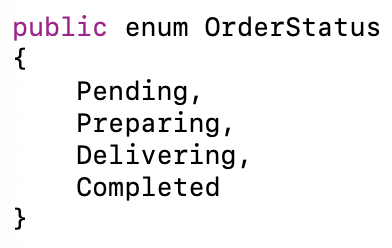 public enum OrderStatus
{
    Pending,
    Preparing,
    Delivering,
    Completed
}